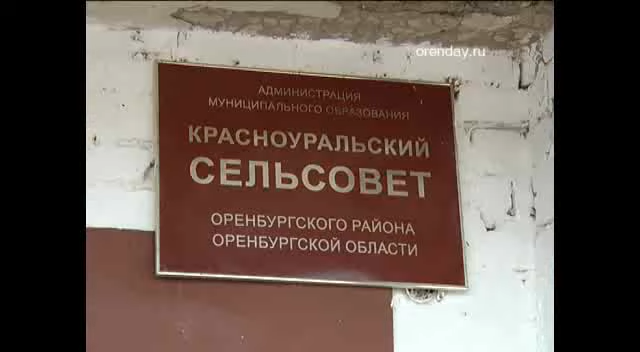 orenday.ru
АДМИНИСТРАЦИЯ
МУНИЦИПАЛЬНОГО ОБРАЗОВАНИЯ
КРАСНОУРАЛЬСКИЙ
СЕЛЬСОВЕТ
ОРЕНБУРГСКОГО РАЙОНА
ОРЕНБУРГСКОЙ ОБЛАСТИ